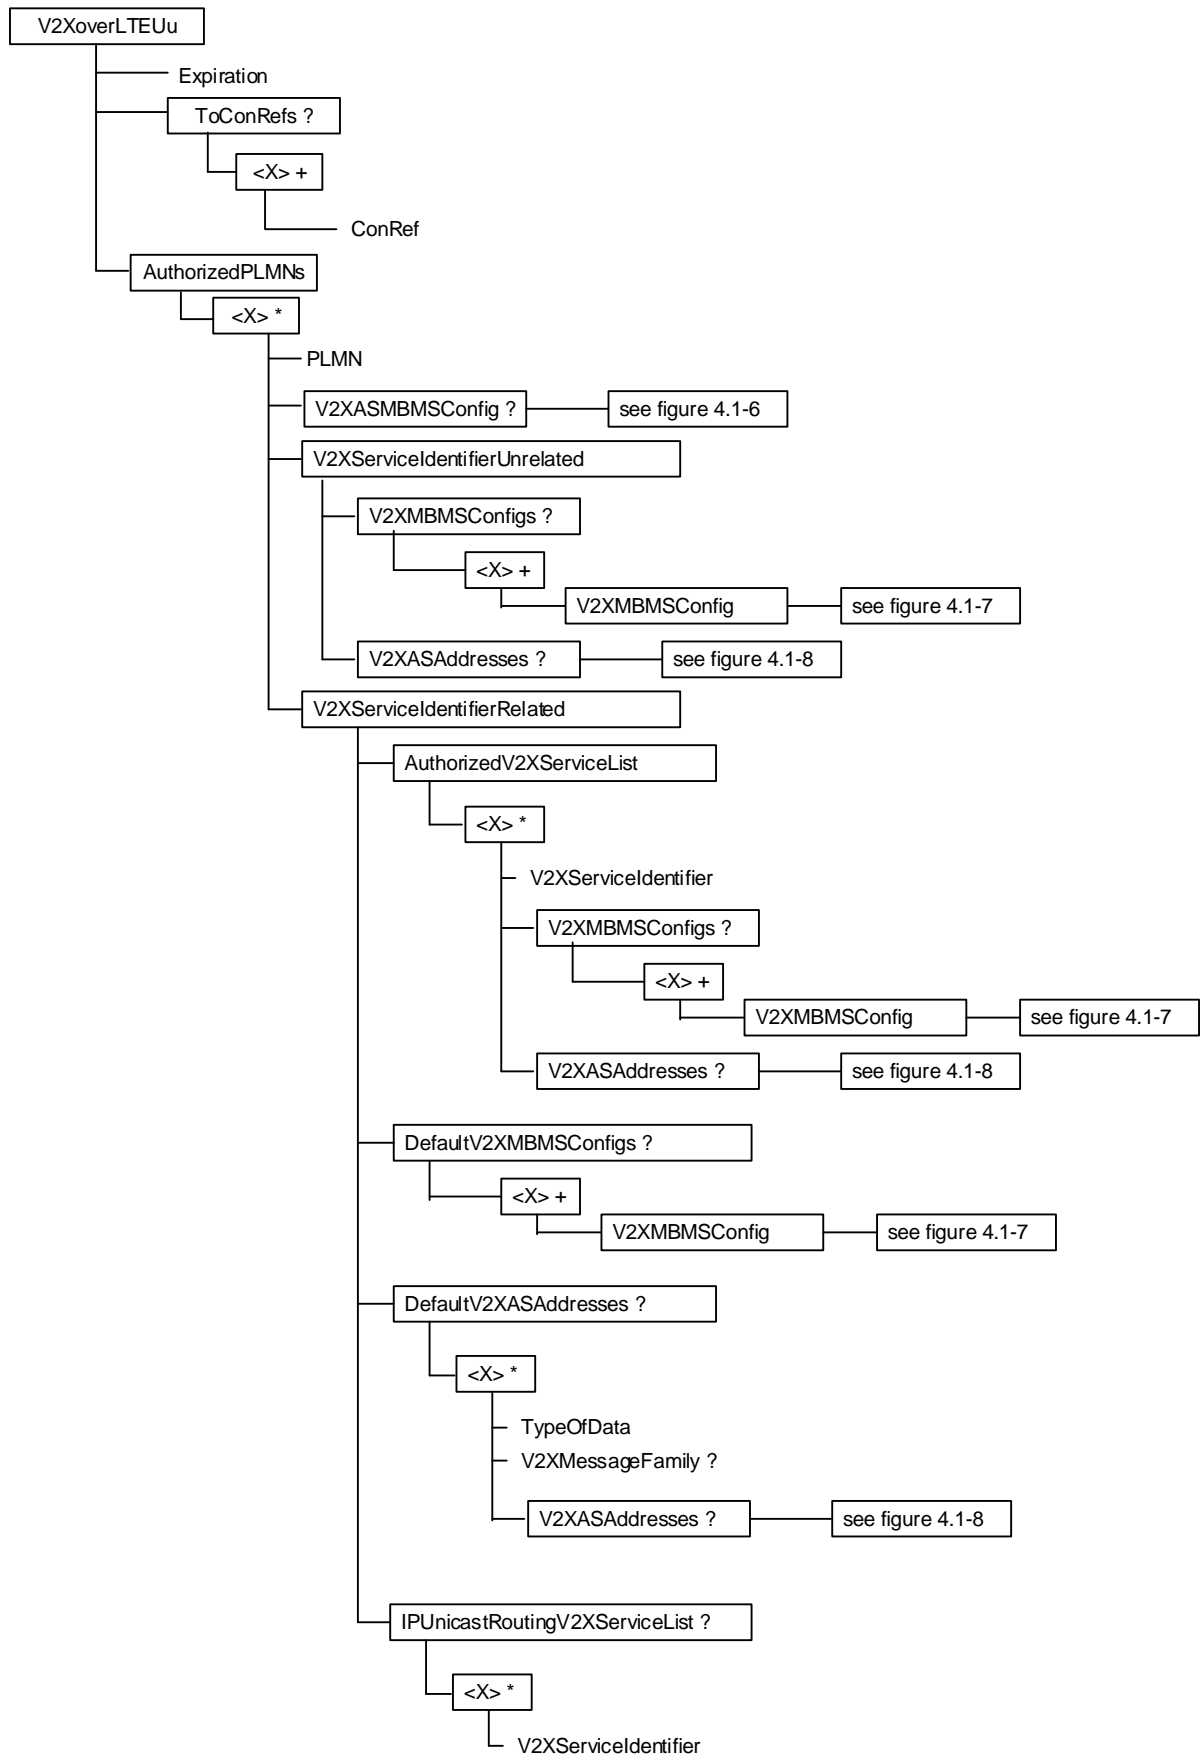 V2XoverLTEUu
Expiration
ToConRefs ?
<X> +
ConRef
AuthorizedPLMNs
<X> *
PLMN
V2XASMBMSConfig ?
see figure 4.1-6
V2XServiceIdentifierUnrelated
V2XMBMSConfigs ?
<X> +
V2XMBMSConfig
see figure 4.1-7
V2XASAddresses ?
see figure 4.1-8
V2XServiceIdentifierRelated
AuthorizedV2XServiceList
<X> *
V2XServiceIdentifier
V2XMBMSConfigs ?
<X> +
V2XMBMSConfig
see figure 4.1-7
V2XASAddresses ?
see figure 4.1-8
DefaultV2XMBMSConfigs ?
<X> +
V2XMBMSConfig
see figure 4.1-7
DefaultV2XASAddresses ?
<X> *
TypeOfData
V2XMessageFamily ?
V2XASAddresses ?
see figure 4.1-8
IPUnicastRoutingV2XServiceList ?
<X> *
V2XServiceIdentifier